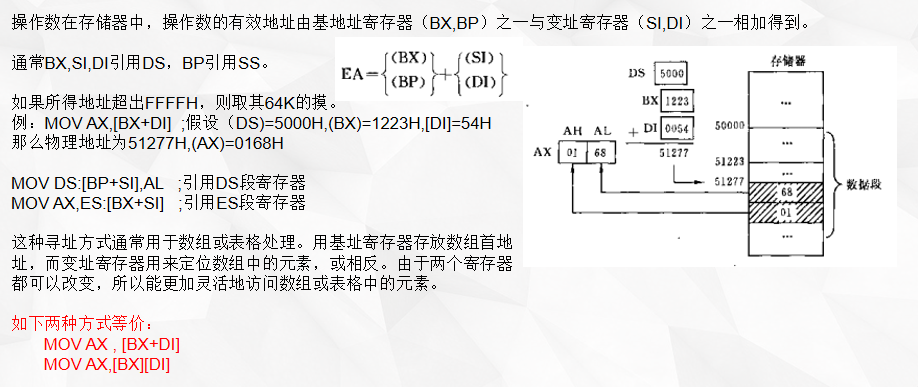 操作数在存储器中，操作数的有效地址由基地址寄存器（BX,BP）之一与变址寄存器（SI,DI）之一相加得到。
通常BX,SI,DI引用DS，BP引用SS。
EA={(BX) (BP)}+{(SI) (DI)}
如果所得地址超出FFFFH，则取其64K的摸。
例：MOV AX,[BX+DI] ;假设（DS)=5000H,(BX)=1223H,[DI]=54H
那么物理地址为51277H,(AX)=0168H
MOV DS:[BP+SI],AL ;引用DS段寄存器
MOV AX,ES:[BX+SI] ;引用ES段寄存器
这种寻址方式通常用于数组或表格处理。用基址寄存器存放数组首地
址，而变址寄存器用来定位数组中的元素，或相反。由于两个寄存器
都可以改变，所以能更加灵活地访问数组或表格中的元素。
如下两种方式等价：
MOV AX , [BX+DI]
MOV AX,[BX][DI]
存储器
DS 5000
BX 1223
+ DI 0054
51277
AH AL
AX 01 68
50000
51223
51277
...
...
...
68
01
...
数据段